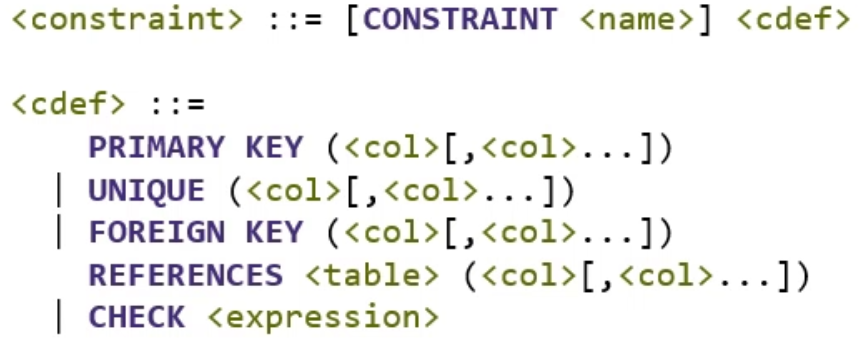 <constraint> ::= [CONSTRAINT <name>] <cdef>
<cdef> ::=
PRIMARY KEY (<col>[,<col>...])
| UNIQUE (<col>[,<col>...])
| FOREIGN KEY (<col>[,<col>...])
REFERENCES <table> (<col>[,<col>...])
| CHECK <expression>